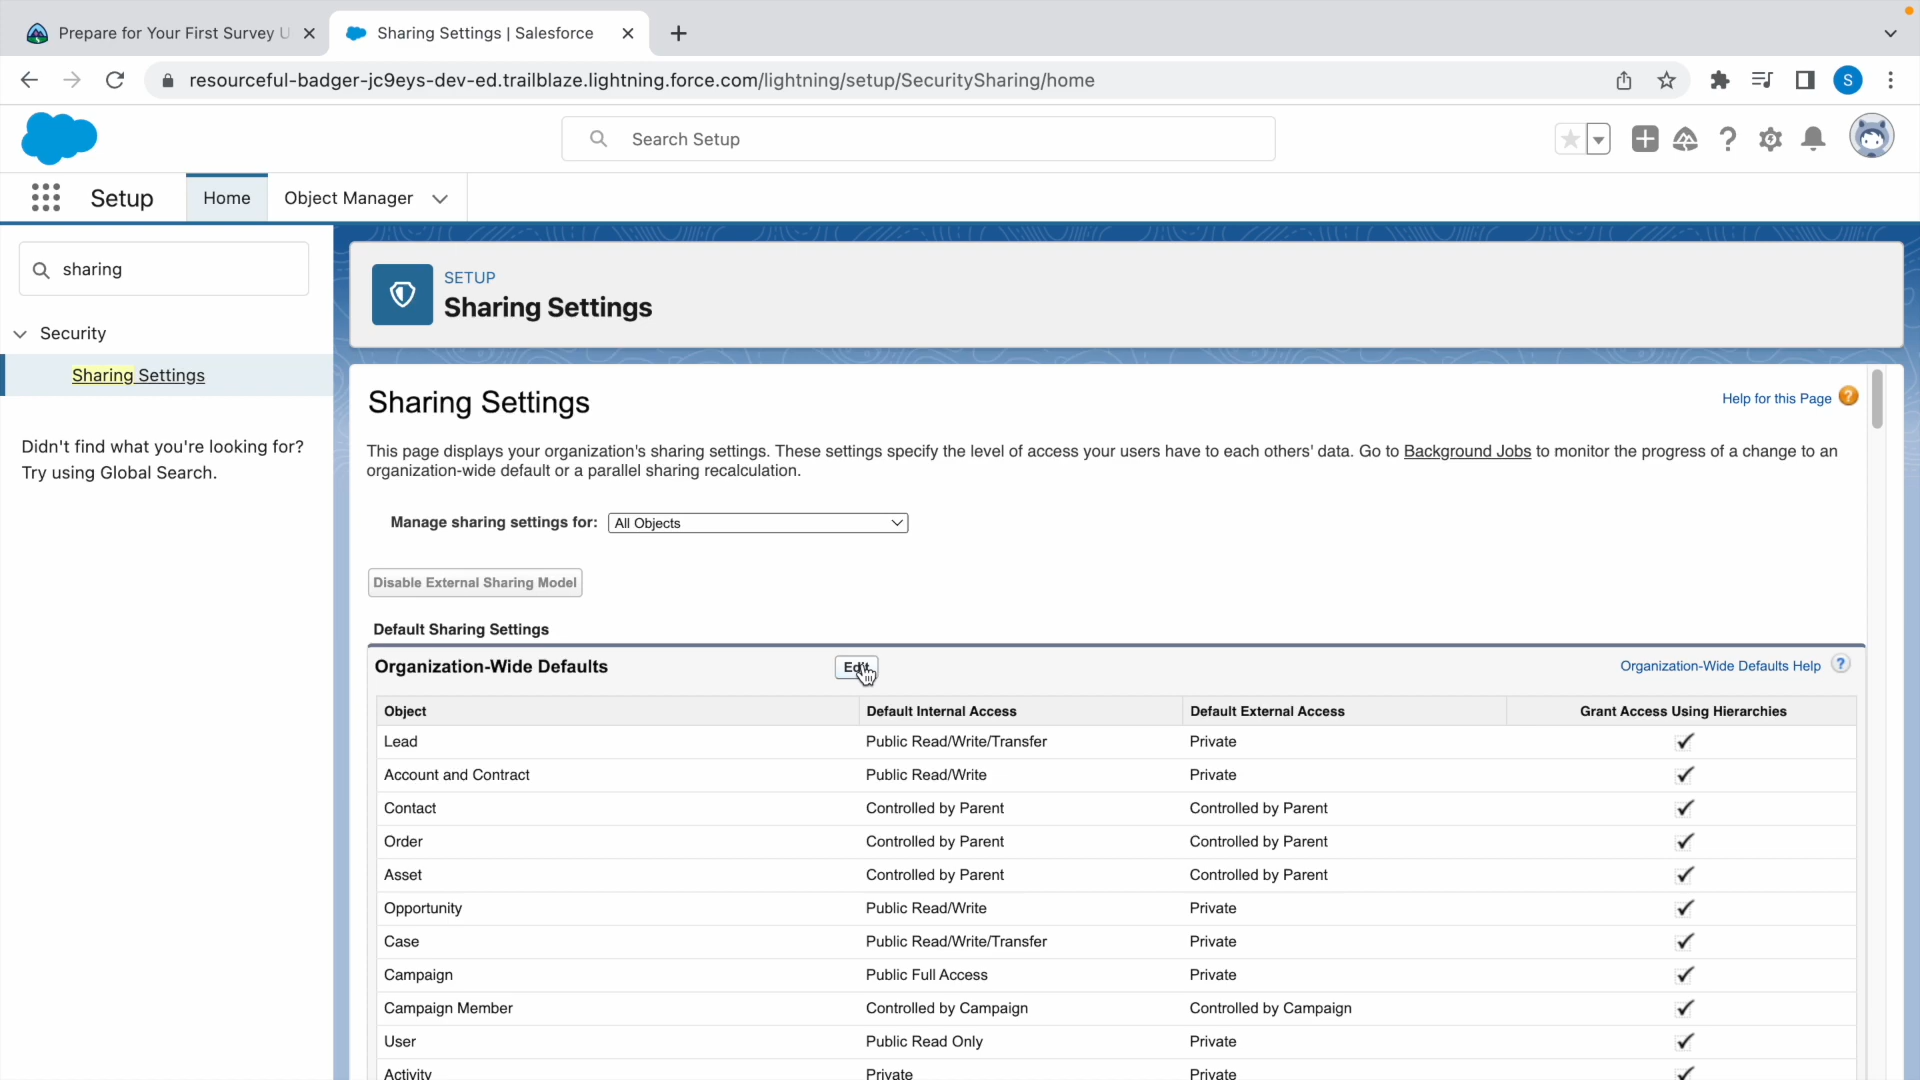 Prepare for Your First Survey U
Sharing Settings | Salesforce
resourceful-badger-jc9eys-dev-ed.trailblaze.lightning.force.com/lightning/setup/SecuritySharing/home
S
Search Setup
Setup
Home
Object Manager
sharing
Security
Sharing Settings
Didn't find what you're looking for?
Try using Global Search.
SETUP
Sharing Settings
Sharing Settings
Help for this Page
This page displays your organization's sharing settings. These settings specify the level of access your users have to each others' data. Go to Background Jobs to monitor the progress of a change to an
organization-wide default or a parallel sharing recalculation.
Manage sharing settings for: All Objects
Disable External Sharing Model
Default Sharing Settings
Organization-Wide Defaults Edit Organization-Wide Defaults Help ?
Object Default Internal Access Default External Access Grant Access Using Hierarchies
Lead Public Read/Write/Transfer Private
Account and Contract Public Read/Write Private
Contact Controlled by Parent Controlled by Parent
Order Controlled by Parent Controlled by Parent
Asset Controlled by Parent Controlled by Parent
Opportunity Public Read/Write Private
Case Public Read/Write/Transfer Private
Campaign Public Full Access Private
Campaign Member Controlled by Campaign Controlled by Campaign
User Public Read Only Private
Activity Private Private